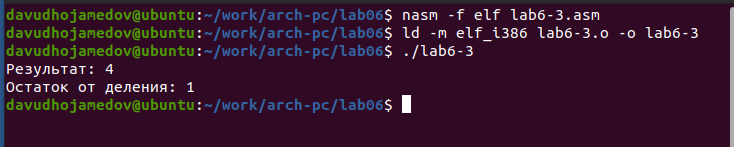 davudhojamedov@ubuntu:~/work/arch-pc/lab06$ nasm -f elf lab6-3.asm
davudhojamedov@ubuntu:~/work/arch-pc/lab06$ ld -m elf_i386 lab6-3.o -o lab6-3
davudhojamedov@ubuntu:~/work/arch-pc/lab06$ ./lab6-3
Результат: 4
Остаток от деления: 1
davudhojamedov@ubuntu:~/work/arch-pc/lab06$